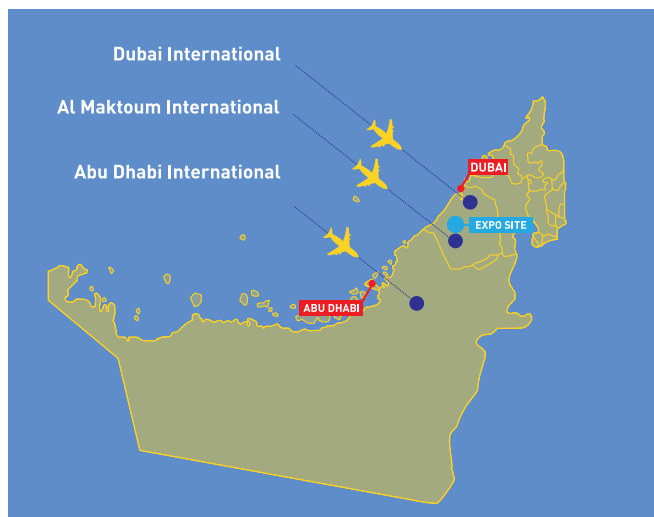 Dubai International
Al Maktoum International
Abu Dhabi International
DUBAI
EXPO SITE
ABU DHABI